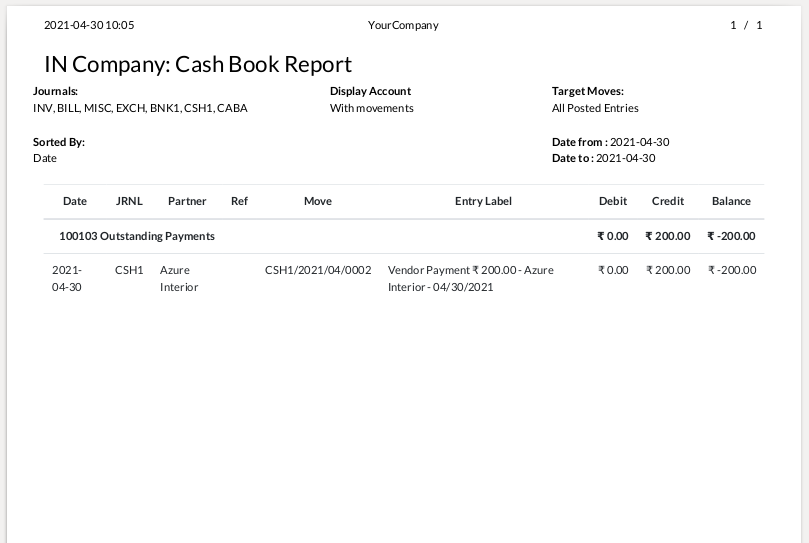 2021-04-30 10:05 YourCompany 1 / 1
IN Company: Cash Book Report
Journals: Display Account Target Moves:
INV, BILL, MISC, EXCH, BNK1, CSH1, CABA With movements All Posted Entries
Sorted By: Date from : 2021-04-30
Date Date to : 2021-04-30
Date JRNL Partner Ref Move Entry Label Debit Credit Balance
100103 Outstanding Payments ₹ 0.00 ₹ 200.00 ₹ -200.00
2021- CSH1 Azure CSH1/2021/04/0002 Vendor Payment ₹ 200.00 - Azure ₹ 0.00 ₹ 200.00 ₹ -200.00
04-30 Interior Interior - 04/30/2021